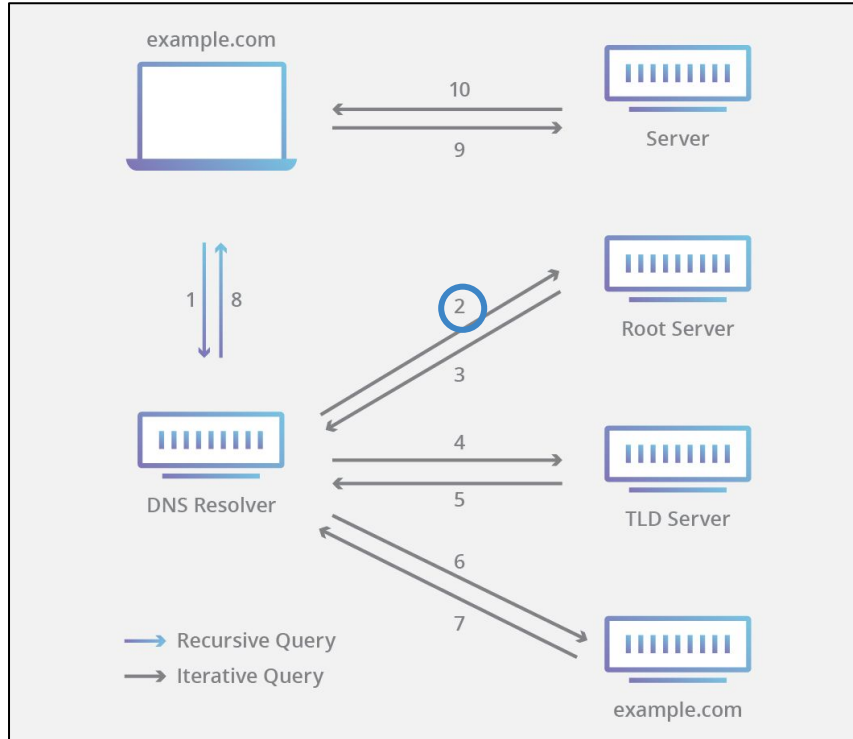 example.com
10
9
Server
1
8
2
3
Root Server
4
5
DNS Resolver
TLD Server
6
7
Recursive Query
Iterative Query
example.com